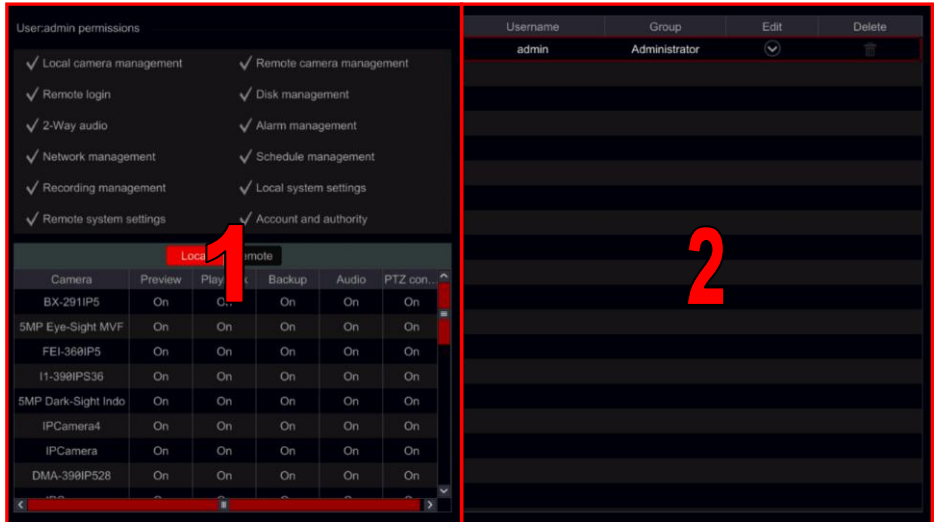 User:admin permissions
Local camera management Remote camera management
Remote login Disk management
2-Way audio Alarm management
Network management Schedule management
Recording management Local system settings
Remote system settings Account and authority
1
Camera Preview Backup Audio PTZ con...
BX-291IP5 On On On On On
5MP Eye-Sight MVF On On On On On
FEI-360IP5 On On On On On
I1-390IPS36 On On On On On
5MP Dark-Sight Indo On On On On On
IPCamera4 On On On On On
IPCamera On On On On On
DMA-390IP528 On On On On On
Username Group Edit Delete
admin Administrator
2